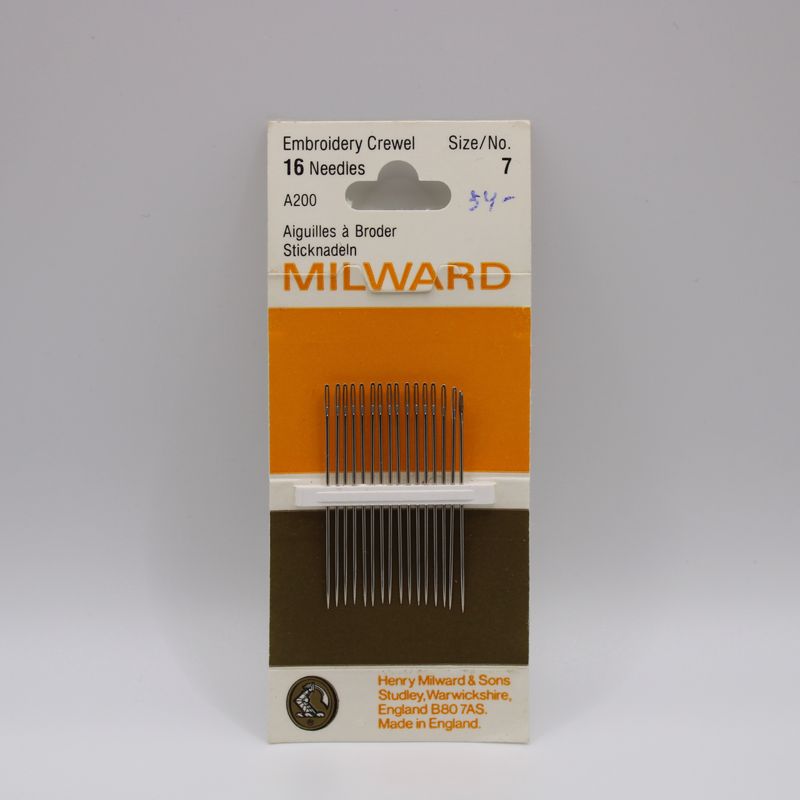 Embroidery Crewel Size/No.
16 Needles 7
A200 54-
Aiguilles à Broder
Sticknadeln
MILWARD
Henry Milward & Sons
Studley, Warwickshire,
England B80 7AS.
Made in England.